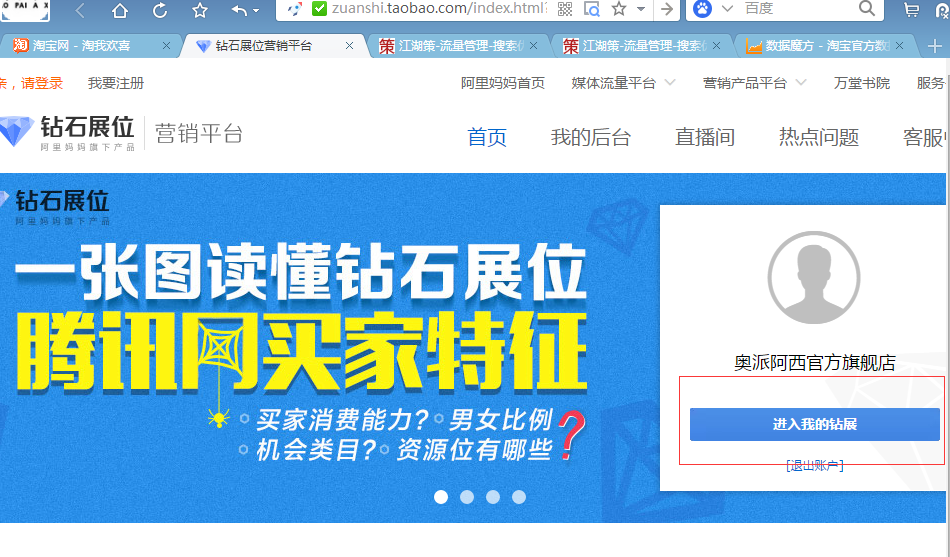 .O PAI A X
zuanshi.taobao.com/index.html?
百度
淘 淘宝网 - 淘我喜欢
钻石展位营销平台
策 江湖策-流量管理-搜索
策 江湖策-流量管理-搜索
数据魔方 - 淘宝官方数
亲，请登录 我要注册
阿里妈妈首页 媒体流量平台 营销产品平台 万堂书院 服务
钻石展位 营销平台
阿里妈妈旗下产品
首页 我的后台 直播间 热点问题 客服
钻石展位
阿里妈妈旗下产品
一张图读懂钻石展位
腾讯网买家特征
买家消费能力? 男女比例
机会类目? 资源位有哪些
?
奥派阿西官方旗舰店
进入我的钻展
[退出账户]